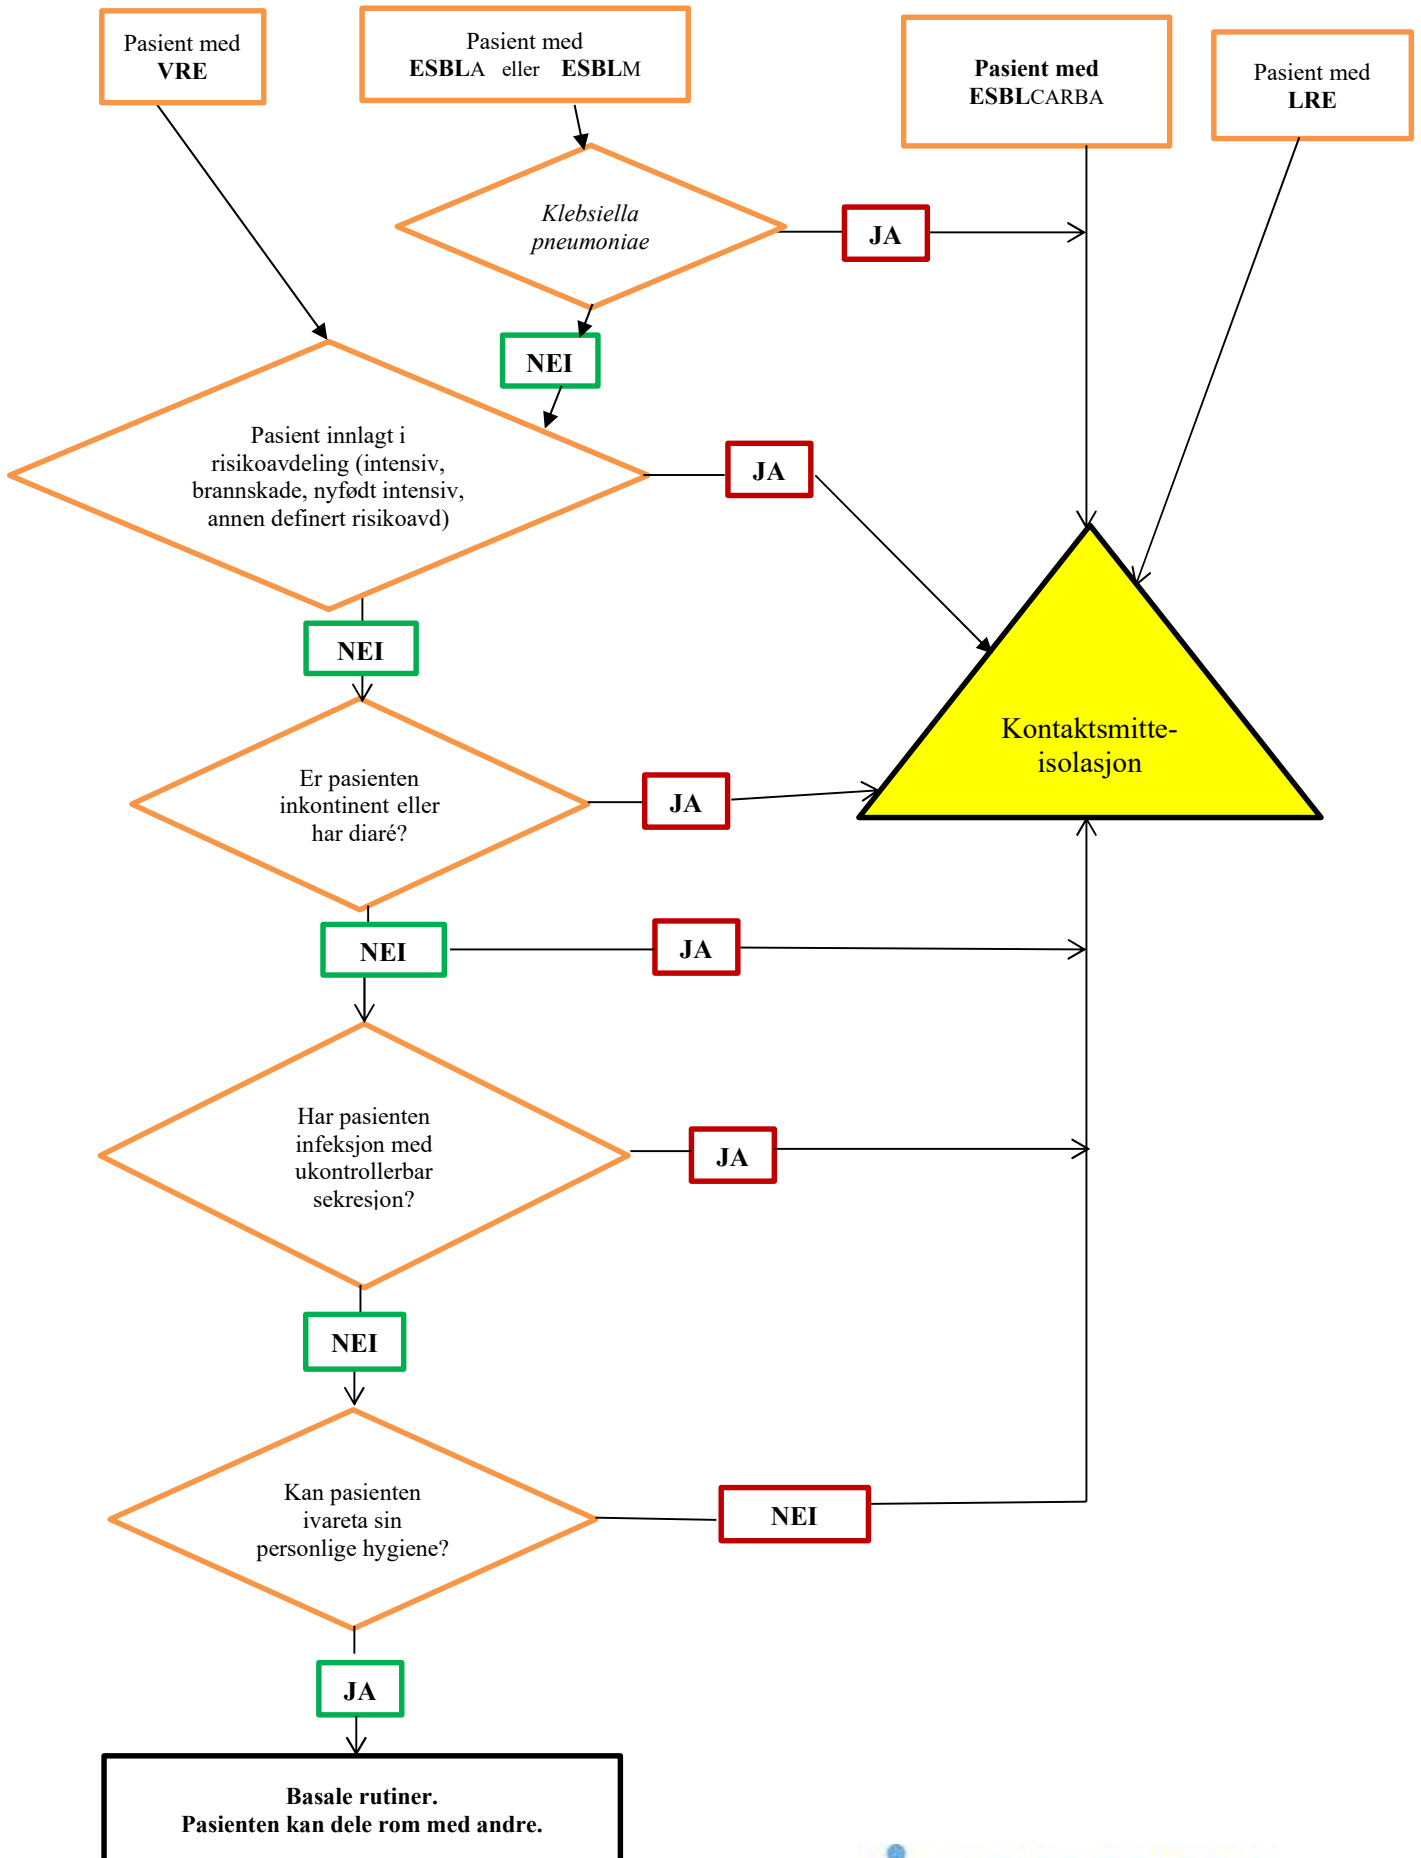 Pasient med
VRE
Pasient med
ESBLA eller ESBLM
Pasient med
ESBLCARBA
Pasient med
LRE
Klebsiella
pneumoniae
JA
NEI
Pasient innlagt i
risikoavdeling (intensiv,
brannskade, nyfødt intensiv,
annen definert risikoavd)
JA
NEI
Kontaktsmitte-
isolasjon
Er pasienten
inkontinent eller
har diaré?
JA
NEI
JA
Har pasienten
infeksjon med
ukontrollerbar
sekresjon?
JA
NEI
Kan pasienten
ivareta sin
personlige hygiene?
NEI
JA
Basale rutiner.
Pasienten kan dele rom med andre.